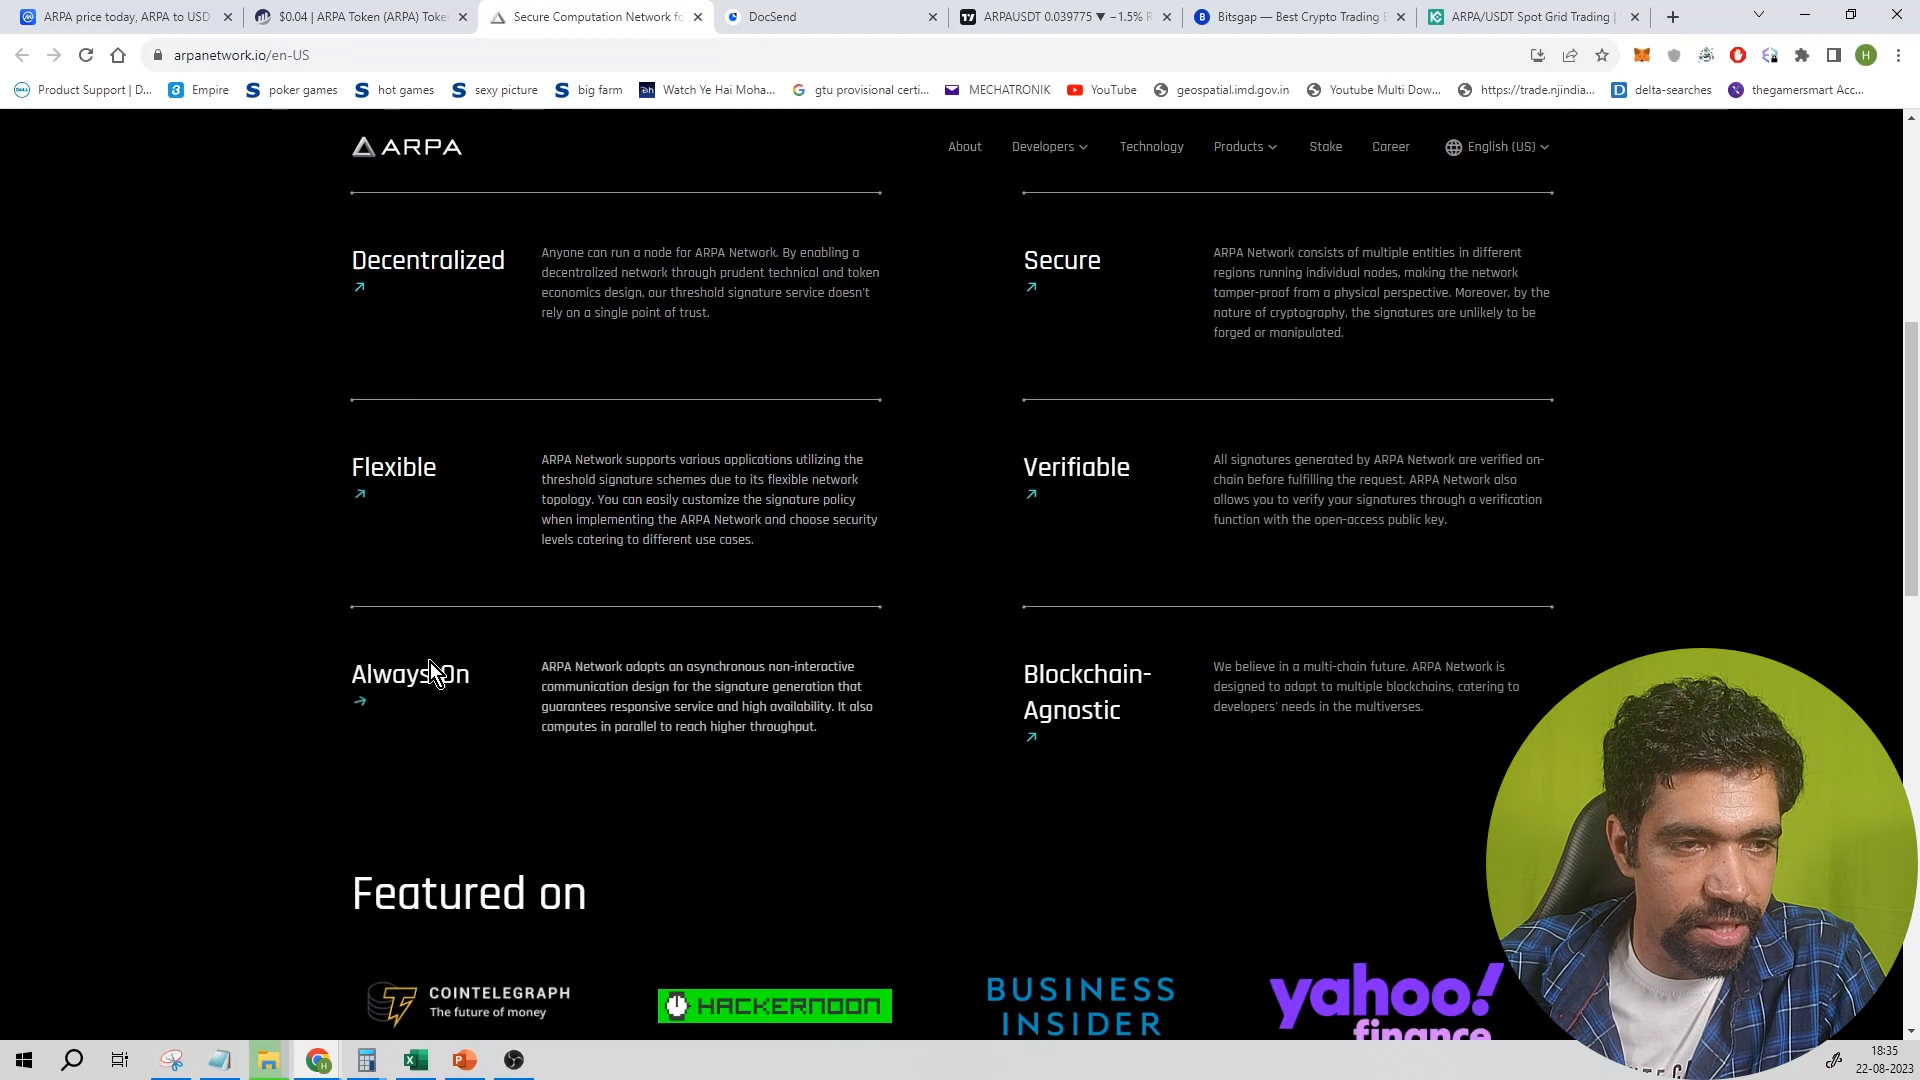 ARPA price today, ARPA to USD
$0.04 | ARPA Token (ARPA) Toke
Secure Computation Network fo
DocSend
ARPAUSDT 0.039775 ▼ −1.5% R
Bitsgap — Best Crypto Trading
ARPA/USDT Spot Grid Trading |
arpanetwork.io/en-US
H
Product Support | D...
Empire
poker games
hot games
sexy picture
big farm
Watch Ye Hai Moha...
gtu provisional certi...
MECHATRONIK
YouTube
geospatial.imd.gov.in
Youtube Multi Dow...
https://trade.njindia...
delta-searches
thegamersmart Acc...
ARPA
About
Developers
Technology
Products
Stake
Career
English (US)
Decentralized
Anyone can run a node for ARPA Network. By enabling a
decentralized network through prudent technical and token
economics design, our threshold signature service doesn't
rely on a single point of trust.
Secure
ARPA Network consists of multiple entities in different
regions running individual nodes, making the network
tamper-proof from a physical perspective. Moreover, by the
nature of cryptography, the signatures are unlikely to be
forged or manipulated.
Flexible
ARPA Network supports various applications utilizing the
threshold signature schemes due to its flexible network
topology. You can easily customize the signature policy
when implementing the ARPA Network and choose security
levels catering to different use cases.
Verifiable
All signatures generated by ARPA Network are verified on-
chain before fulfilling the request. ARPA Network also
allows you to verify your signatures through a verification
function with the open-access public key.
Always On
ARPA Network adopts an asynchronous non-interactive
communication design for the signature generation that
guarantees responsive service and high availability. It also
computes in parallel to reach higher throughput.
Blockchain-
Agnostic
We believe in a multi-chain future. ARPA Network is
designed to adapt to multiple blockchains, catering to
developers' needs in the multiverses.
Featured on
COINTELEGRAPH
The future of money
HACKERNOON
BUSINESS
INSIDER
yahoo!
finance
18:35
22-08-2023